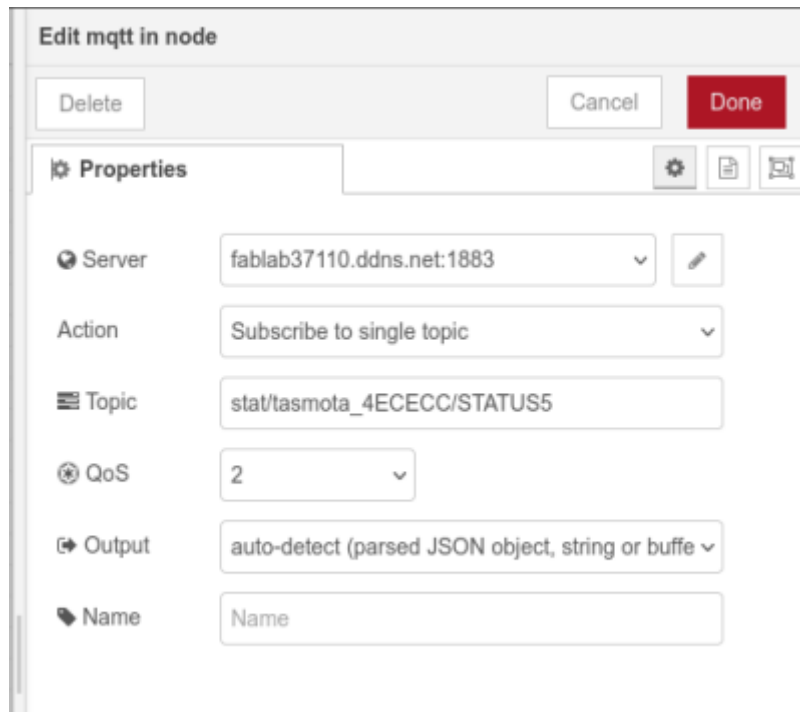 Edit mqtt in node
Delete
Cancel
Done
Properties
Server
fablab37110.ddns.net:1883
Action
Subscribe to single topic
Topic
stat/tasmota_4ECECC/STATUS5
QoS
2
Output
auto-detect (parsed JSON object, string or buffe
Name
Name